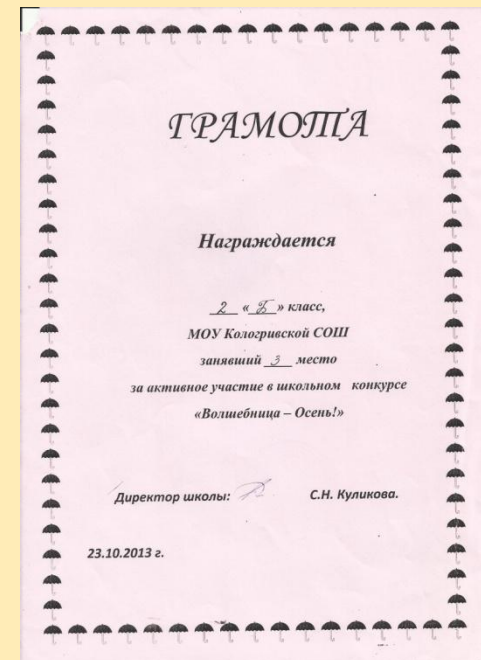 ГРАМОТА
Награждается
2 « Б » класс,
МОУ Кологривской СОШ
занявший 3 место
за активное участие в школьном конкурсе
«Волшебница – Осень!»
Директор школы: С.Н. Куликова.
23.10.2013 г.